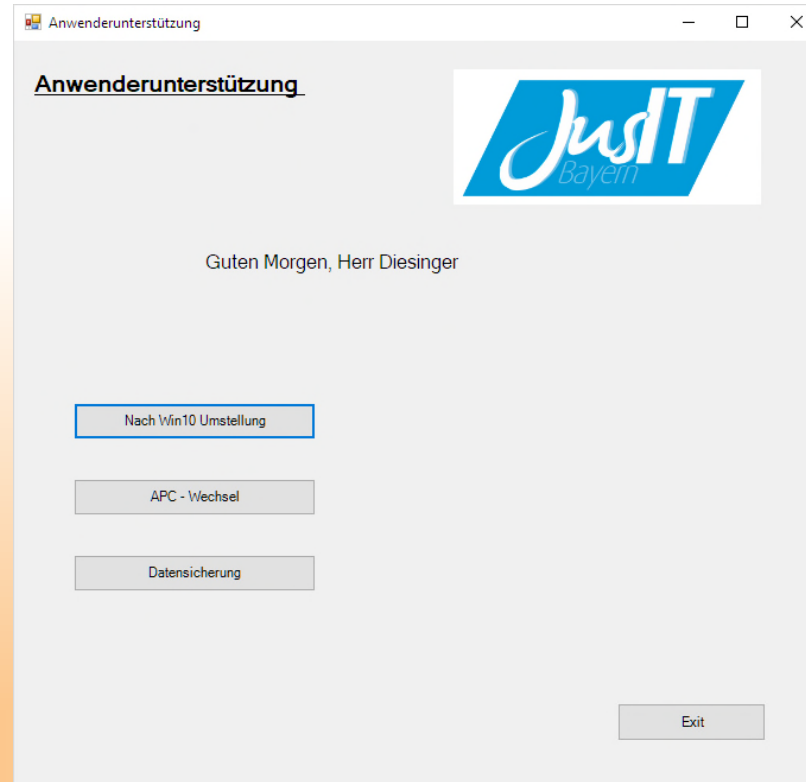 Anwenderunterstützung
Anwenderunterstützung
JusIT
Bayern
Guten Morgen, Herr Diesinger
Nach Win10 Umstellung
APC - Wechsel
Datensicherung
Exit